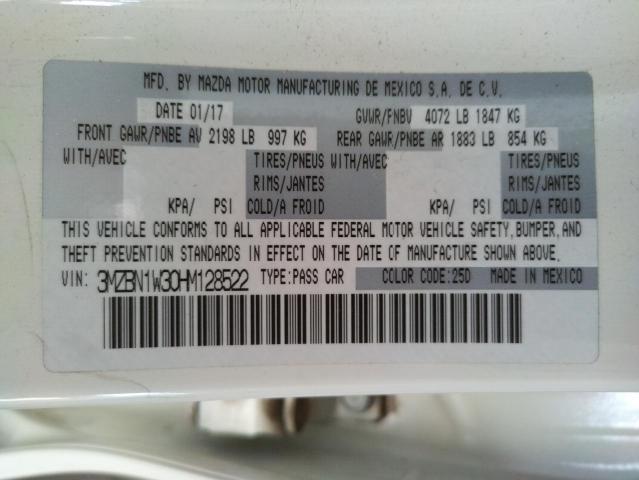 MFD. BY MAZDA MOTOR MANUFACTURING DE MEXICO S.A. DE C.V.
DATE 01/17 GVWR/PNBV 4072 LB 1847 KG
FRONT GAWR/PNBE AV 2198 LB 997 KG REAR GAWR/PNBE AR 1883 LB 854 KG
WITH/AVEC TIRES/PNEUS WITH/AVEC TIRES/PNEUS
RIMS/JANTES RIMS/JANTES
KPA/ PSI COLD/A FROID KPA/ PSI COLD/A FROID
THIS VEHICLE CONFORMS TO ALL APPLICABLE FEDERAL MOTOR VEHICLE SAFETY, BUMPER, AND
THEFT PREVENTION STANDARDS IN EFFECT ON THE DATE OF MANUFACTURE SHOWN ABOVE.
VIN: 3MZBN1W30HM128522 TYPE:PASS CAR COLOR CODE:25D MADE IN MEXICO